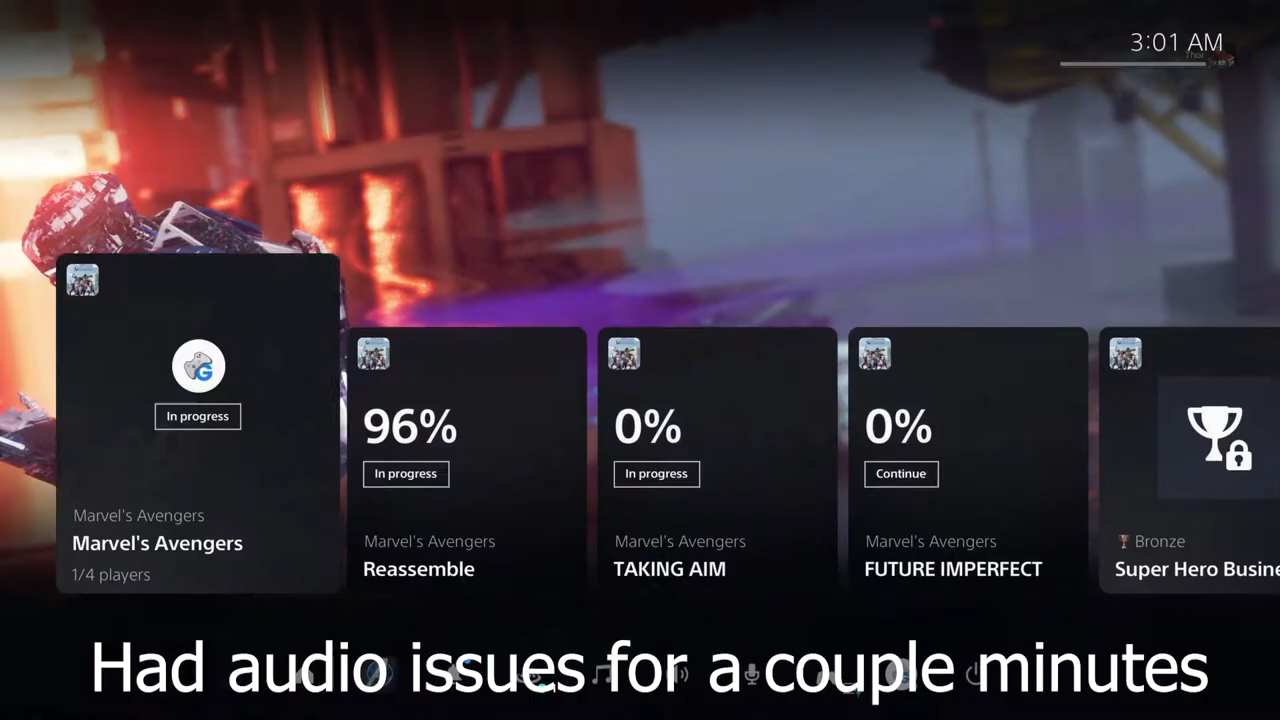 3:01 AM
Thor
In progress
Marvel's Avengers
Marvel's Avengers
1/4 players
96%
In progress
Marvel's Avengers
Reassemble
0%
In progress
Marvel's Avengers
TAKING AIM
0%
Continue
Marvel's Avengers
FUTURE IMPERFECT
Bronze
Super Hero Busine
Had audio issues for a couple minutes